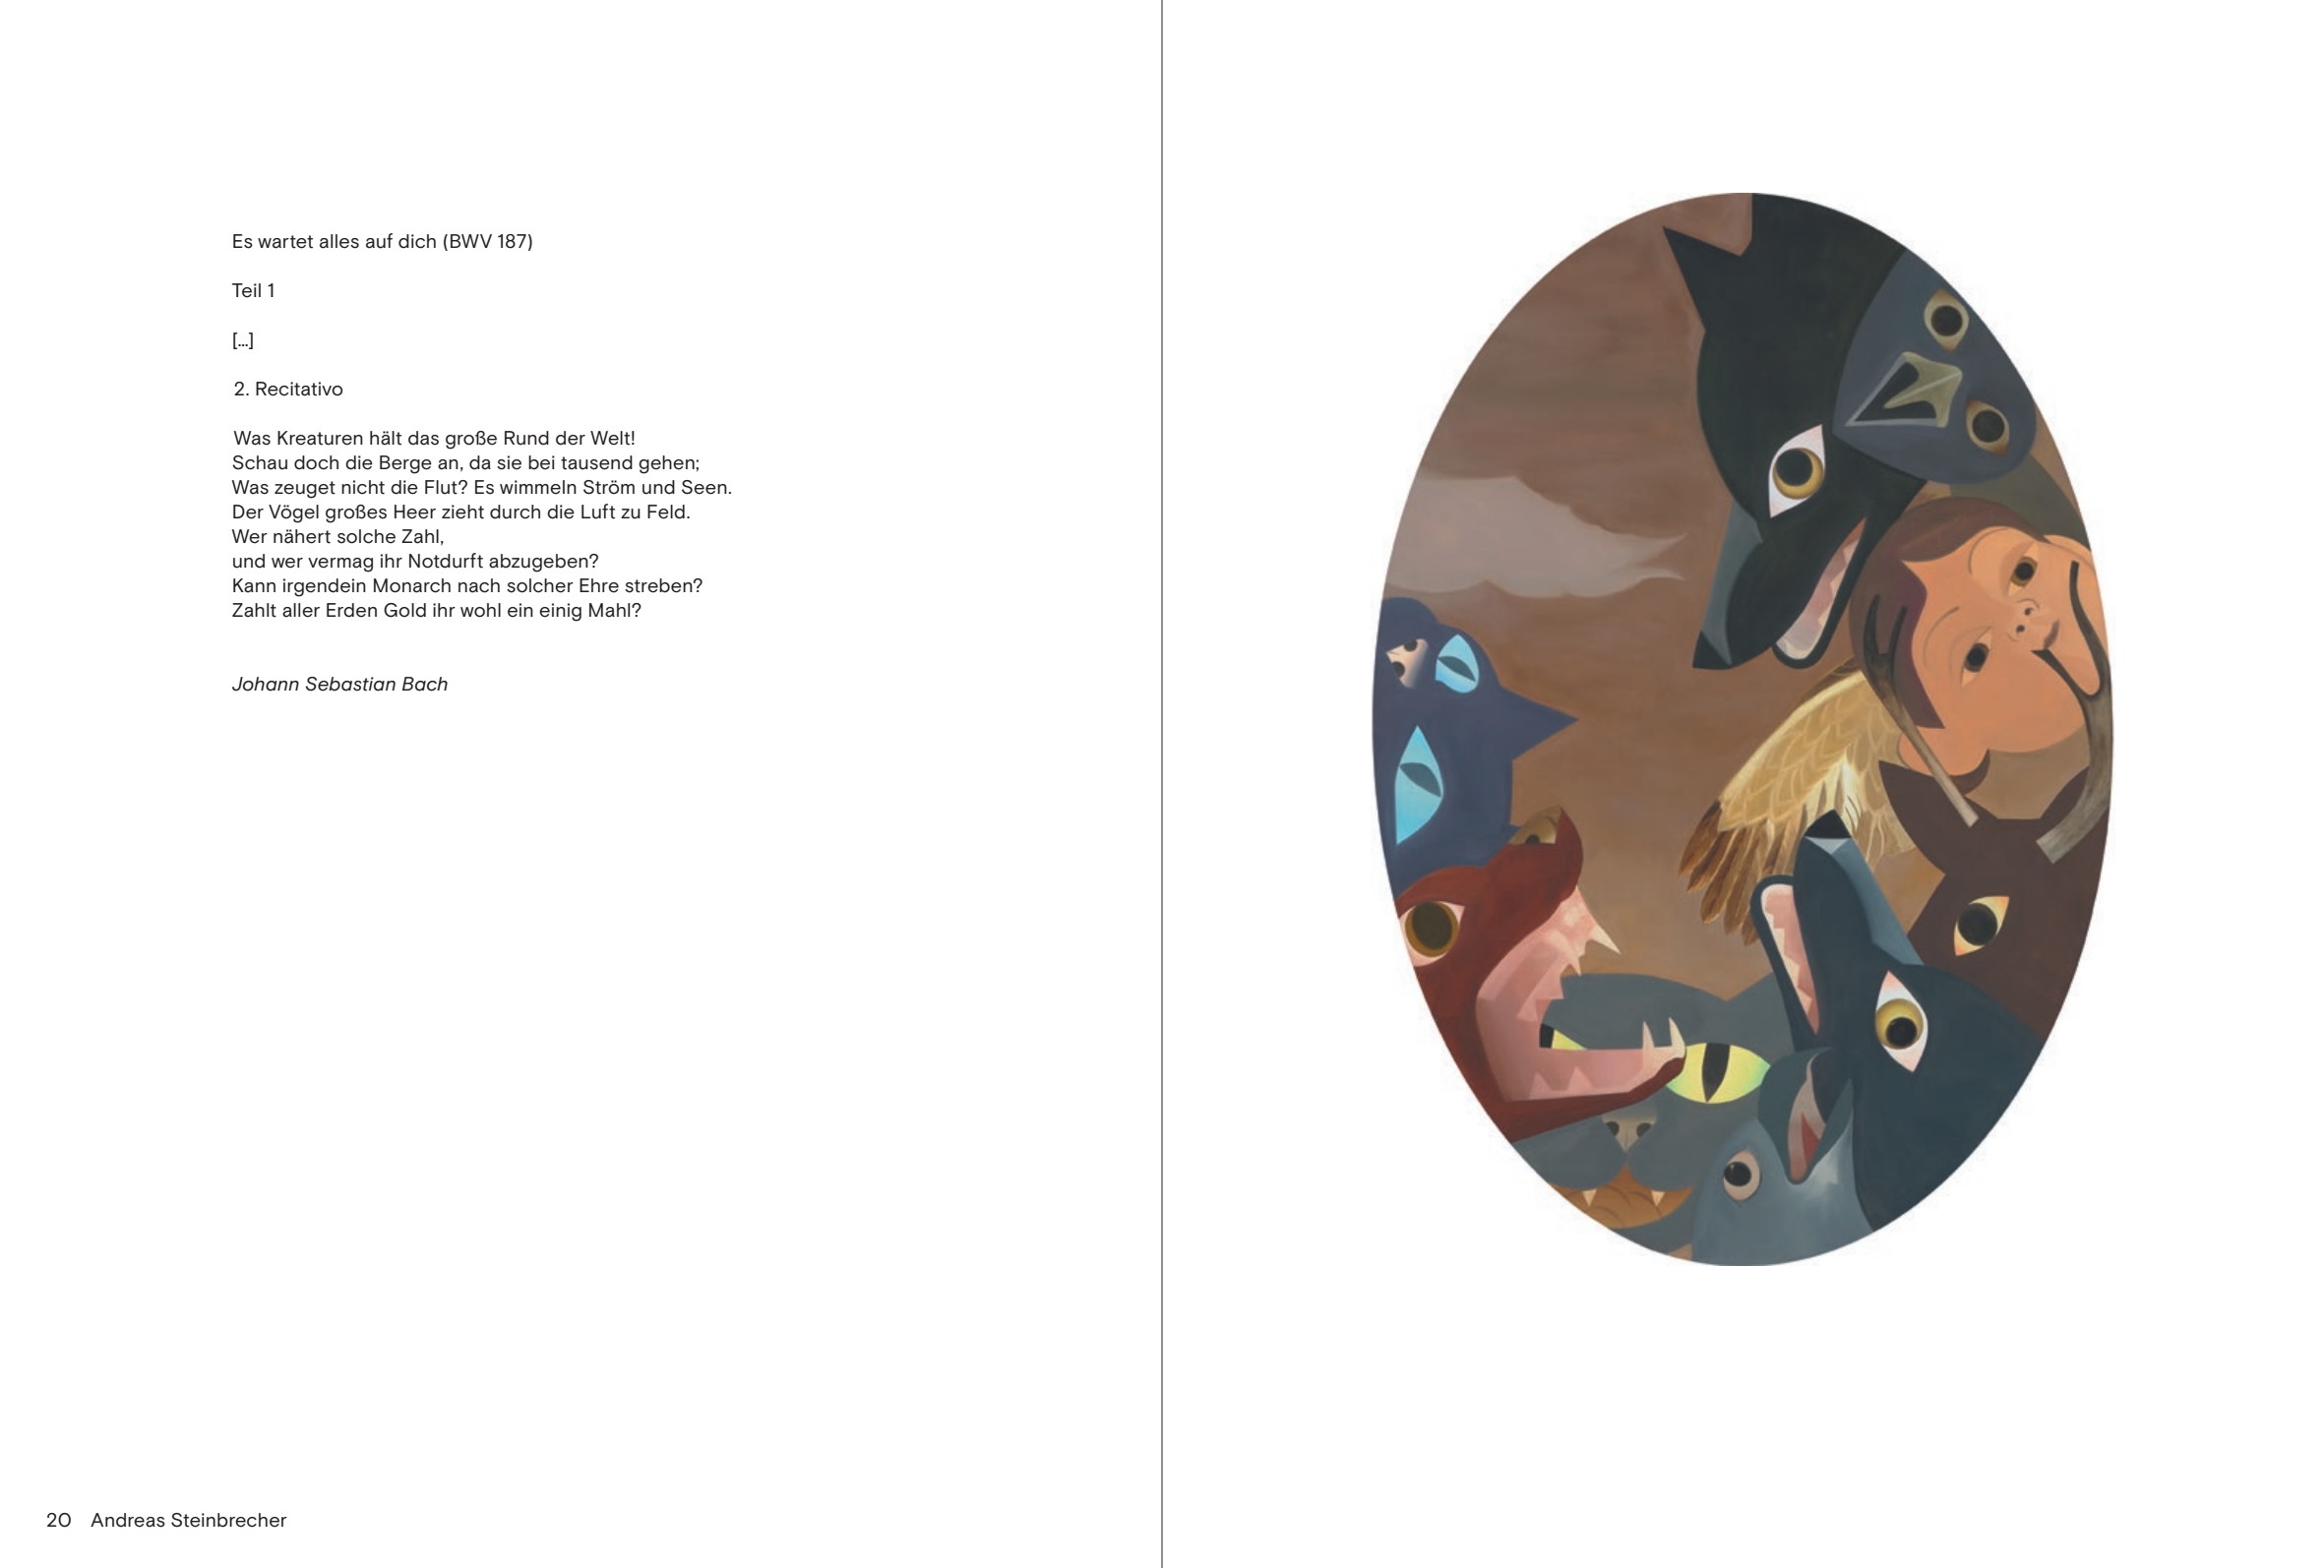 Es wartet alles auf dich (BWV 187)
Teil 1
[...]
2. Recitativo
Was Kreaturen hält das große Rund der Welt!
Schau doch die Berge an, da sie bei tausend gehen;
Was zeuget nicht die Flut? Es wimmeln Ström und Seen.
Der Vögel großes Heer zieht durch die Luft zu Feld.
Wer nähert solche Zahl,
und wer vermag ihr Notdurft abzugeben?
Kann irgendein Monarch nach solcher Ehre streben?
Zahlt aller Erden Gold ihr wohl ein einig Mahl?
Johann Sebastian Bach
20 Andreas Steinbrecher